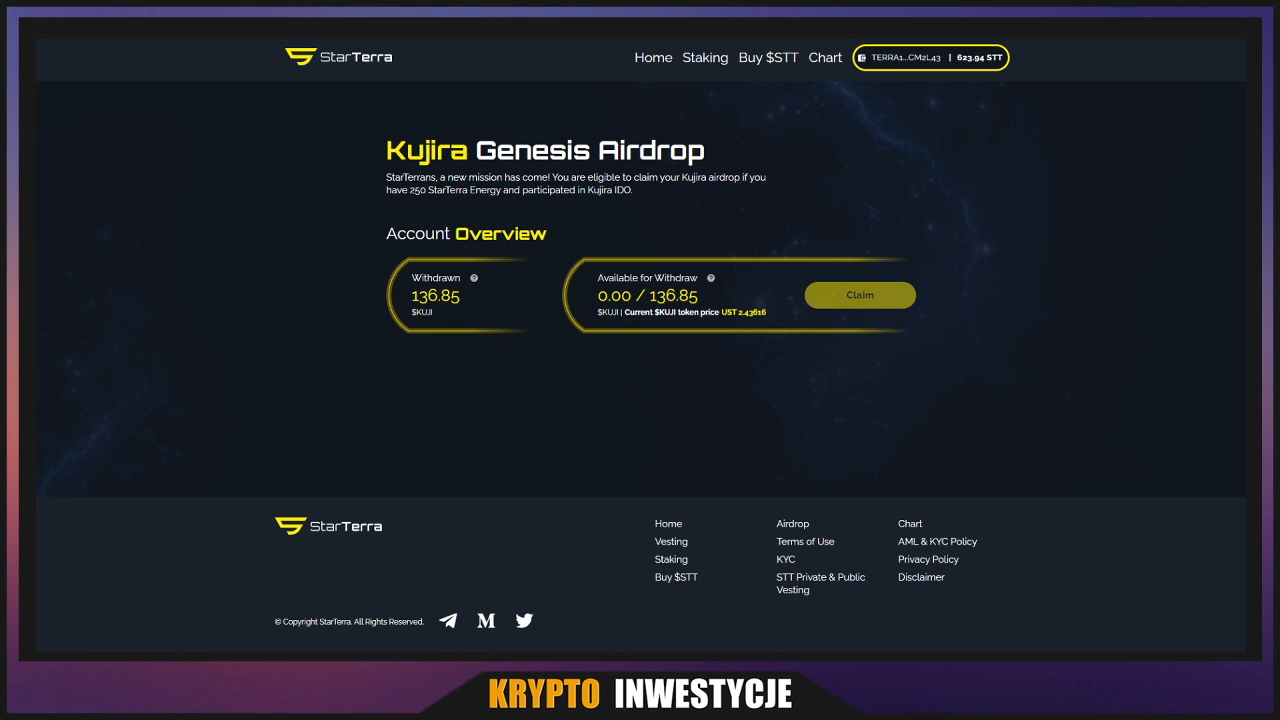 StarTerra
Home Staking Buy $STT Chart TERRA1...CM2L43 | 623.94 STT
Kujira Genesis Airdrop
StarTerrans, a new mission has come! You are eligible to claim your Kujira airdrop if you
have 250 StarTerra Energy and participated in Kujira IDO.
Account Overview
Withdrawn ?
136.85
$KUJI
Available for Withdraw ?
0.00 / 136.85
$KUJI | Current $KUJI token price UST 2.43616
Claim
StarTerra
Home
Vesting
Staking
Buy $STT
Airdrop
Terms of Use
KYC
STT Private & Public
Vesting
Chart
AML & KYC Policy
Privacy Policy
Disclaimer
© Copyright StarTerra. All Rights Reserved.
KRYPTO INWESTYCJE